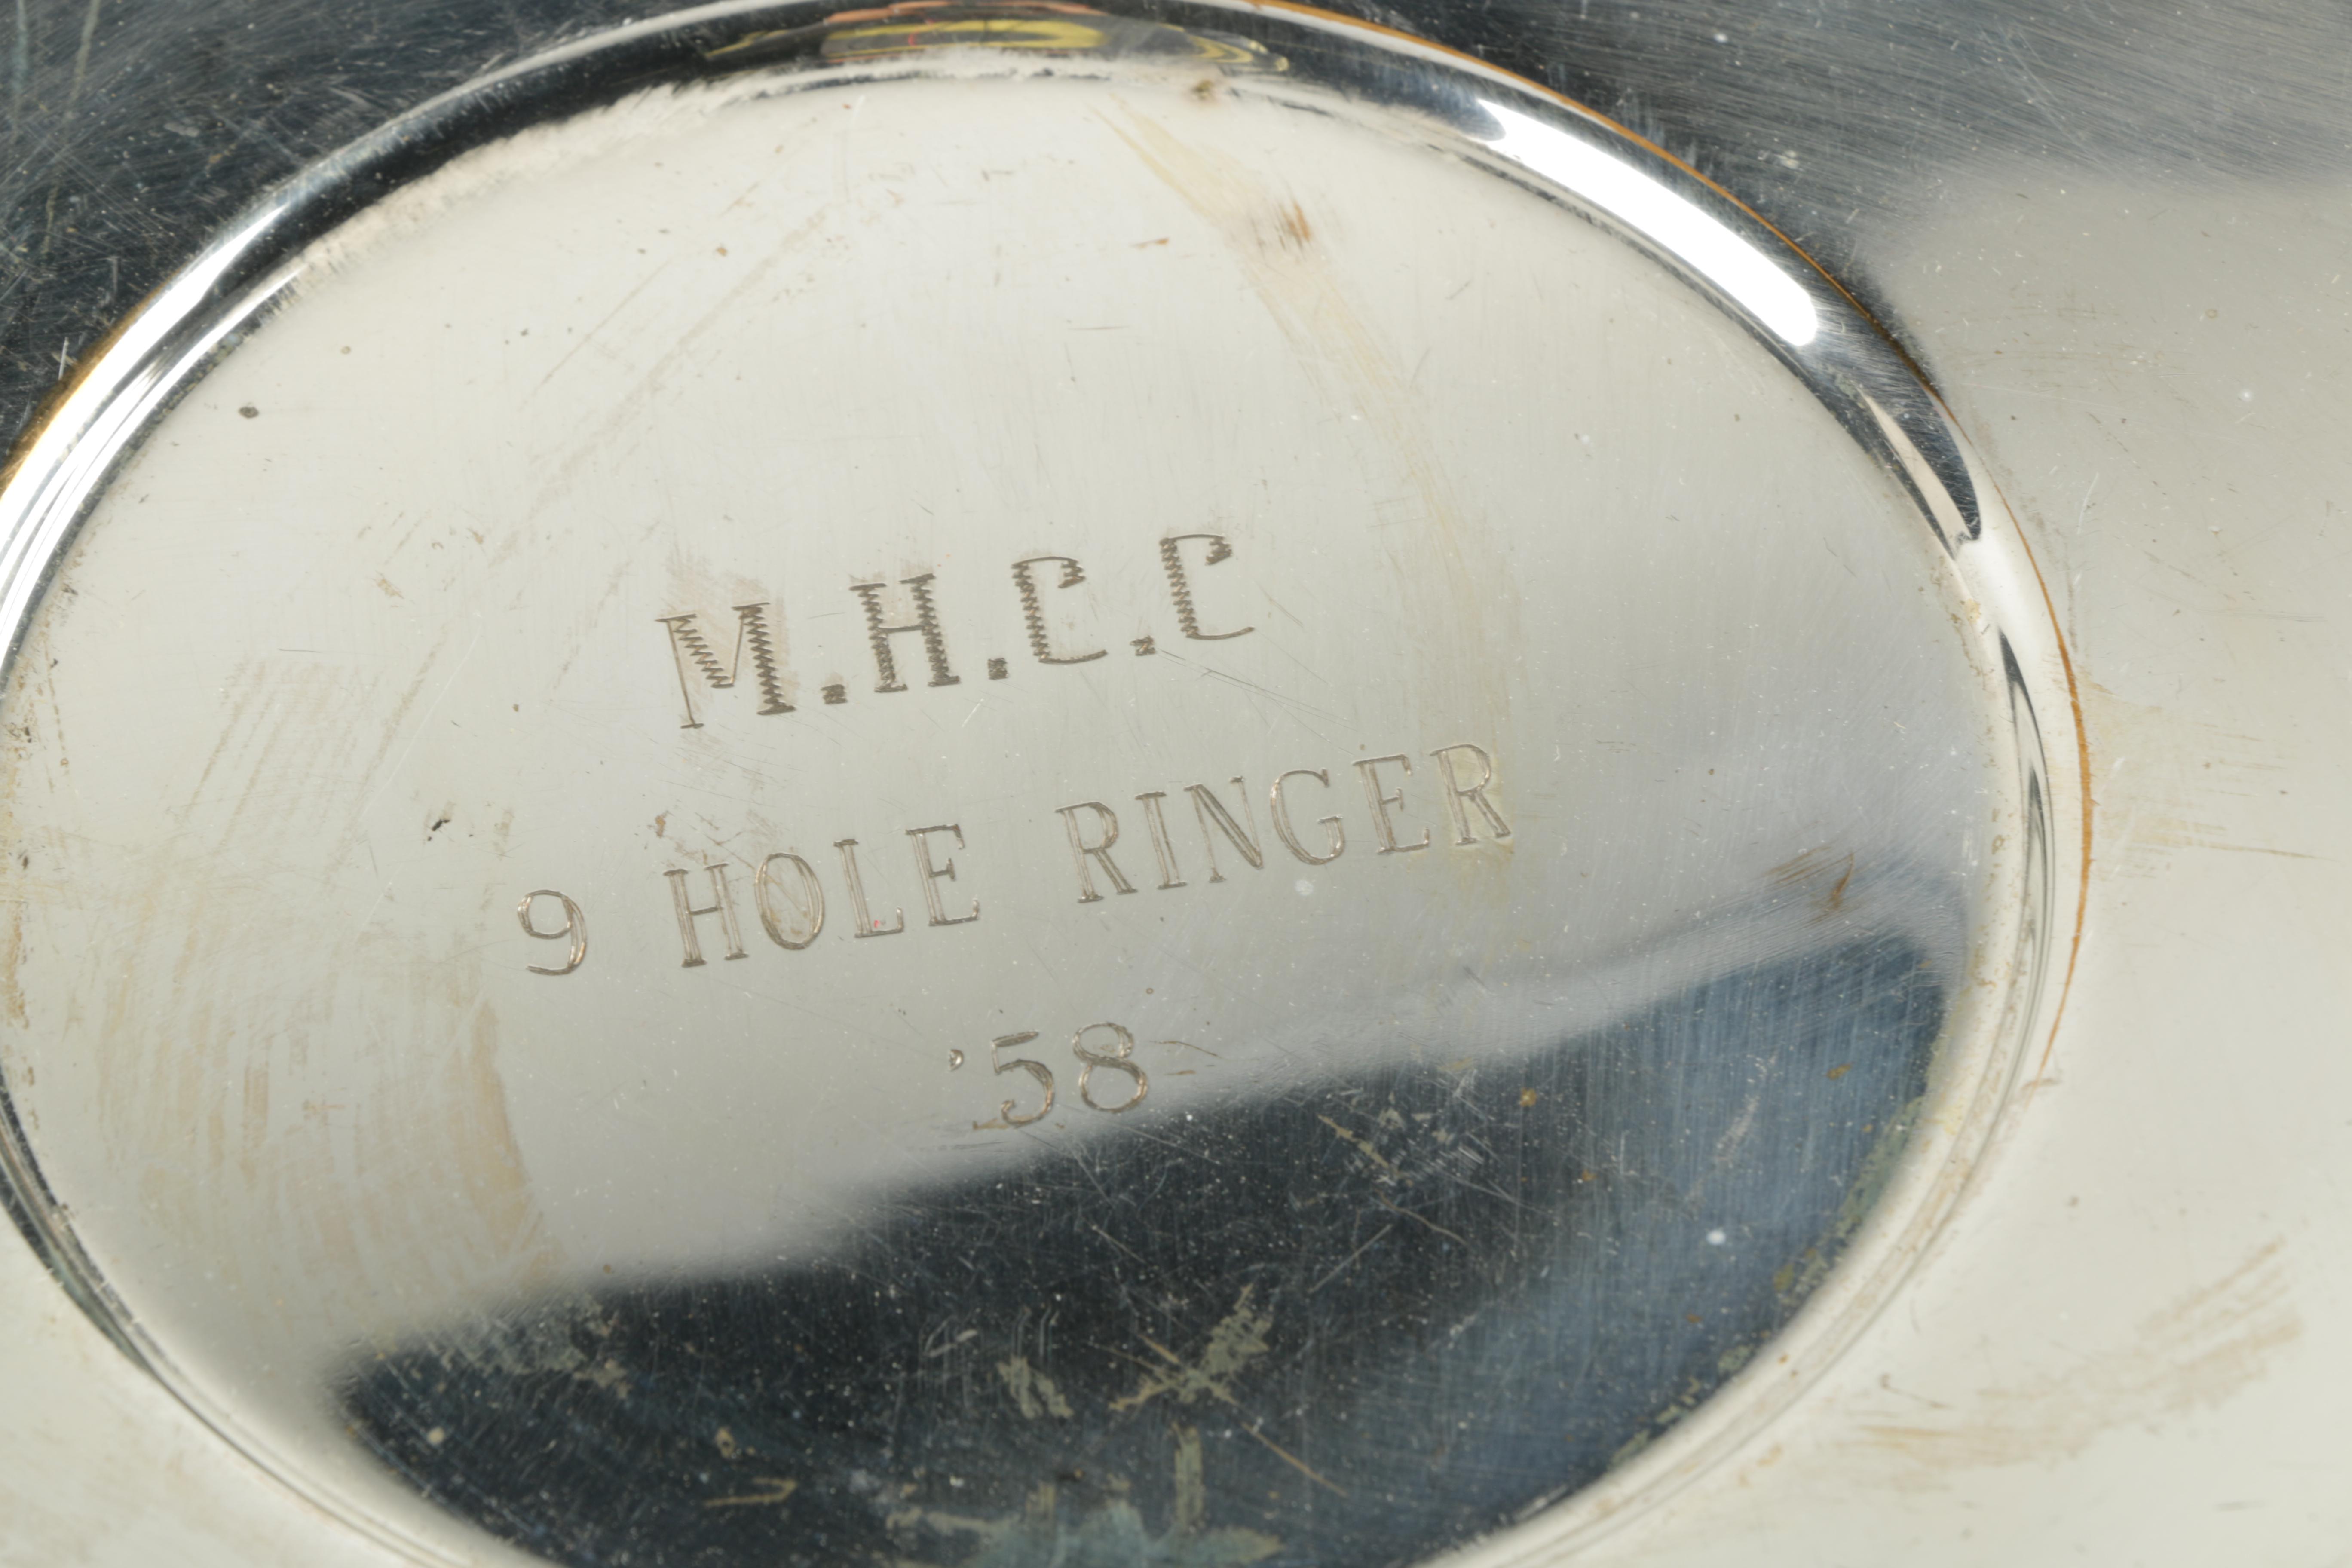 M.H.C.C
9 HOLE RINGER
'58